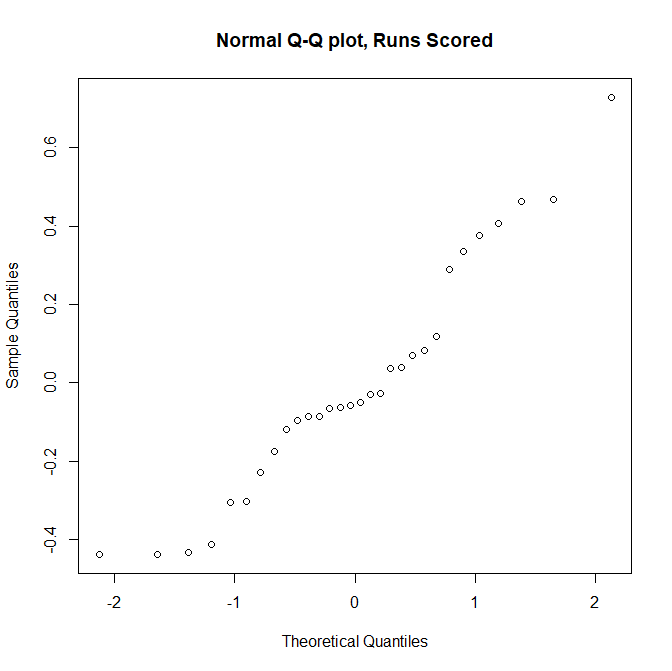 Normal Q-Q plot, Runs Scored
Sample Quantiles
0.6
0.4
0.2
0.0
-0.2
-0.4
-2 -1 0 1 2
Theoretical Quantiles